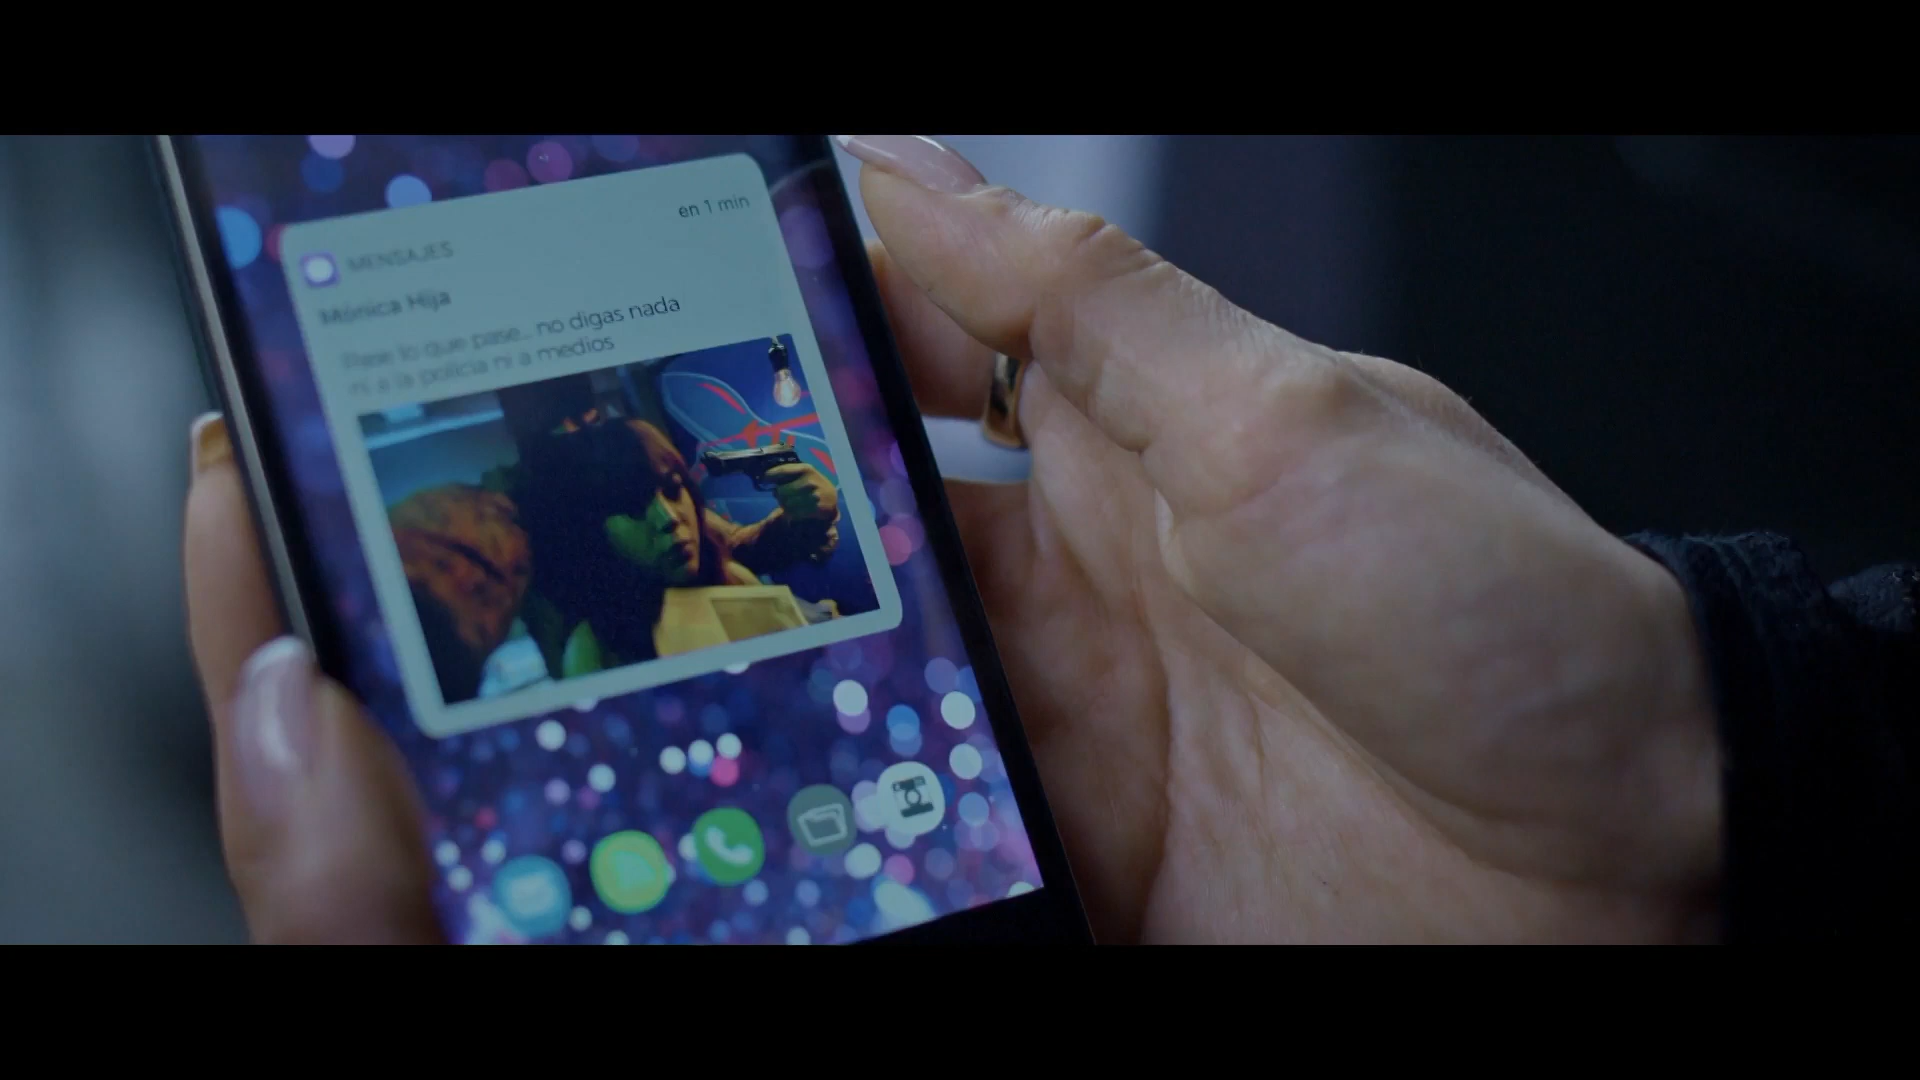 en 1 min
MENSAJES
Mónica Hija
Pase lo que pase.. no digas nada
ni a la policía ni a medios